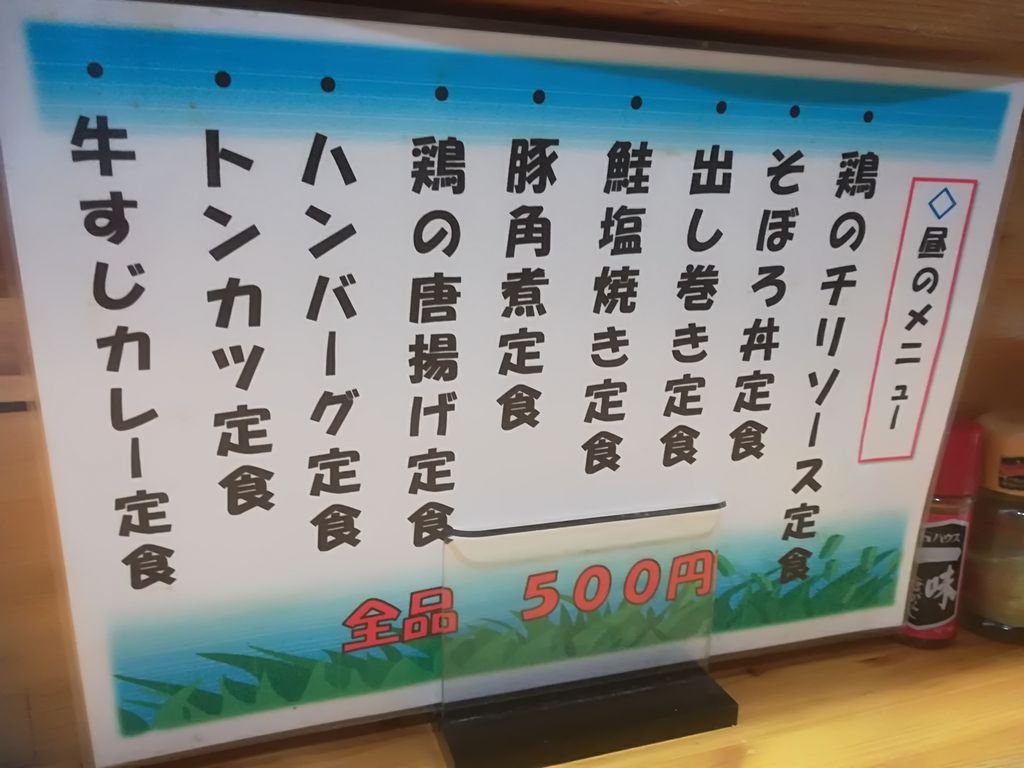 ◇昼のメニュー
・鶏のチリソース定食
・そぼろ丼定食
・出し巻き定食
・鮭塩焼き定食
・豚角煮定食
・鶏の唐揚げ定食
・ハンバーグ定食
・トンカツ定食
・牛すじカレー定食
全品 500円
ハウス
一味